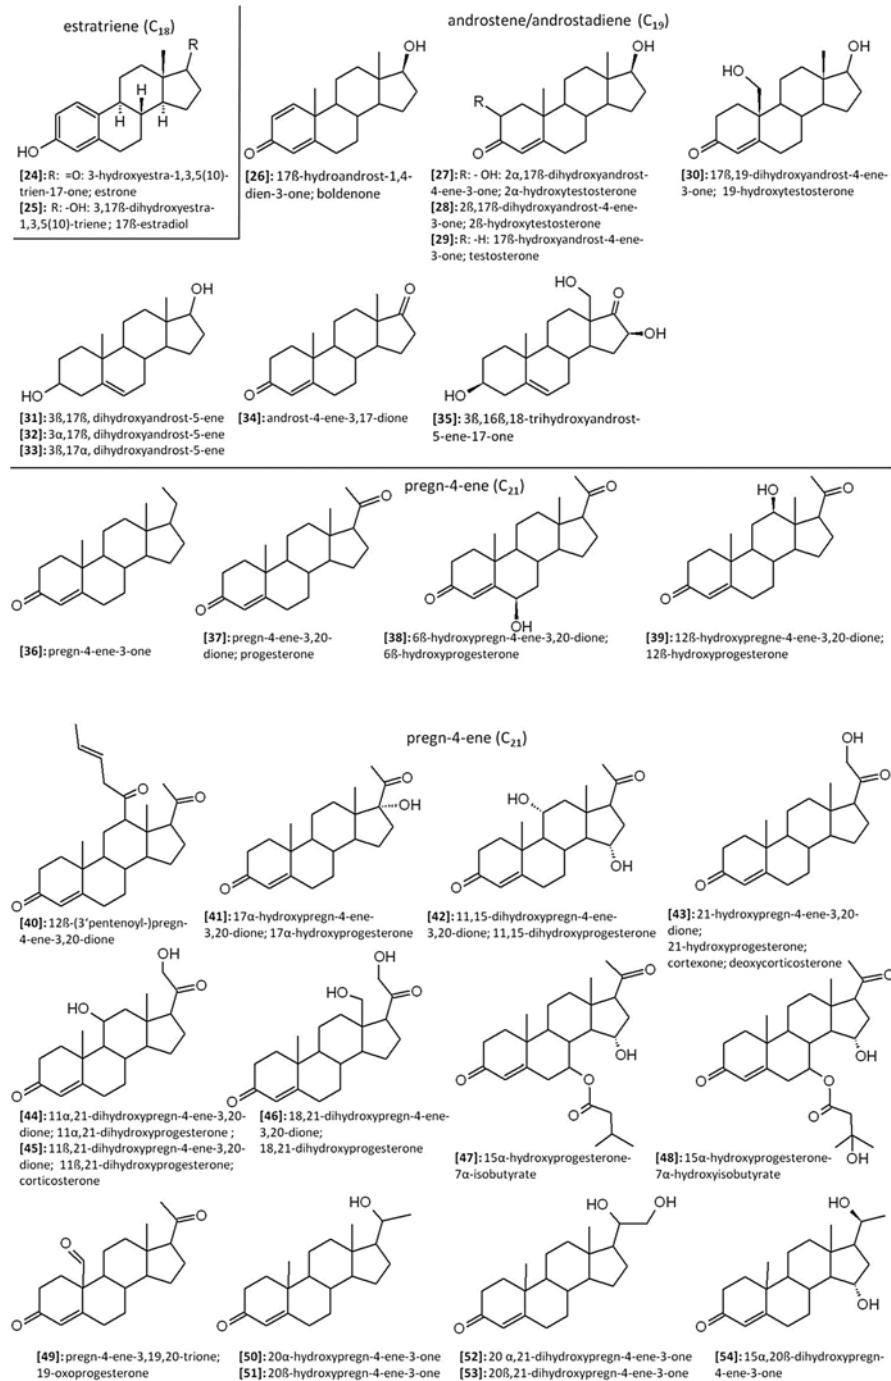 estratriene (C18)
androstene/androstadiene (C19)
R
H
H
H
HO
[24]: R: =O: 3-hydroxyestra-1,3,5(10)-
trien-17-one; estrone
[25]: R: -OH: 3,17ß-dihydroxyestra-
1,3,5(10)-triene; 17ß-estradiol
OH
O
[26]: 17ß-hydroandrost-1,4-
dien-3-one; boldenone
OH
R
O
[27]: R: - OH: 2α,17ß-dihydroxyandrost-
4-ene-3-one; 2α-hydroxytestosterone
[28]: 2ß,17ß-dihydroxyandrost-4-ene-
3-one; 2ß-hydroxytestosterone
[29]: R: -H: 17ß-hydroxyandrost-4-ene-
3-one; testosterone
OH
HO
O
[30]: 17ß,19-dihydroxyandrost-4-ene-
3-one; 19-hydroxytestosterone
OH
HO
[31]: 3ß,17ß, dihydroxyandrost-5-ene
[32]: 3α,17ß, dihydroxyandrost-5-ene
[33]: 3ß,17α, dihydroxyandrost-5-ene
O
O
[34]: androst-4-ene-3,17-dione
HO
O
OH
HO
[35]: 3ß,16ß,18-trihydroxyandrost-
5-ene-17-one
pregn-4-ene (C21)
O
[36]: pregn-4-ene-3-one
O
O
[37]: pregn-4-ene-3,20-
dione; progesterone
O
O
OH
[38]: 6ß-hydroxypregn-4-ene-3,20-dione;
6ß-hydroxyprogesterone
HO
O
O
[39]: 12ß-hydroxypregne-4-ene-3,20-dione;
12ß-hydroxyprogesterone
pregn-4-ene (C21)
O
O
O
[40]: 12ß-(3'pentenoyl-)pregn-
4-ene-3,20-dione
O
OH
O
[41]: 17α-hydroxypregn-4-ene-
3,20-dione; 17α-hydroxyprogesterone
O
HO
OH
O
[42]: 11,15-dihydropregn-4-ene-
3,20-dione; 11,15-dihydroprogesterone
OH
O
O
[43]: 21-hydroxypregn-4-ene-3,20-
dione;
21-hydroxyprogesterone;
cortexone; deoxycorticosterone
HO
O
HO
O
[44]: 11α,21-dihydroxypregn-4-ene-3,20-
dione; 11α,21-dihydroprogesterone ;
[45]: 11ß,21-dihydroxypregn-4-ene-3,20-
dione; 11ß,21-dihydroprogesterone;
corticosterone
OH
HO
O
O
[46]: 18,21-dihydroxypregn-4-ene-
3,20-dione;
18,21-dihydroprogesterone
O
OH
O
O
O
[47]: 15α-hydroxyprogesterone-
7α-isobutyrate
O
OH
O
O
O
OH
[48]: 15α-hydroxyprogesterone-
7α-hydroxyisobutyrate
O
O
O
[49]: pregn-4-ene-3,19,20-trione;
19-oxoprogesterone
HO
O
[50]: 20α-hydroxypregn-4-ene-3-one
[51]: 20ß-hydroxypregn-4-ene-3-one
HO
OH
O
[52]: 20 α,21-dihydropregn-4-ene-3-one
[53]: 20ß,21-dihydropregn-4-ene-3-one
HO
OH
O
[54]: 15α,20ß-dihydropregn-
4-ene-3-one